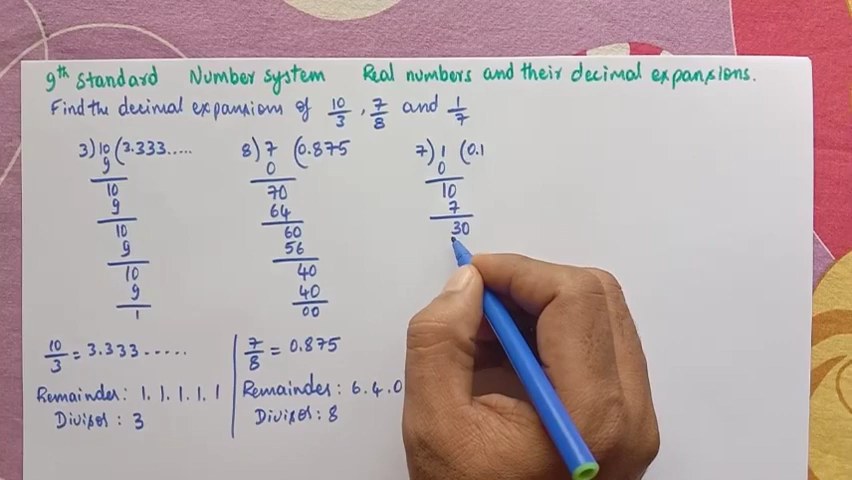 9th Standard Number system Real numbers and their decimal expansions.
Find the decimal expansions of 10/3, 7/8 and 1/7
3)10(3.333.....
9
10
9
10
9
10
9
1
10/3 = 3.333-----
Remainder: 1. 1. 1. 1. 1
Divisor : 3
8)7(0.875
0
70
64
60
56
40
40
00
7/8 = 0.875
Remainder : 6.4.0
Divisor : 8
7)1(0.1
0
10
7
30